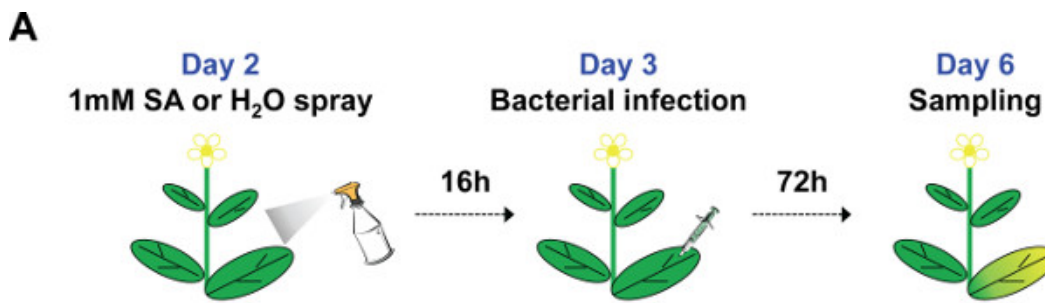 A
Day 2
1mM SA or H₂O spray
Day 3
Bacterial infection
Day 6
Sampling
16h
72h